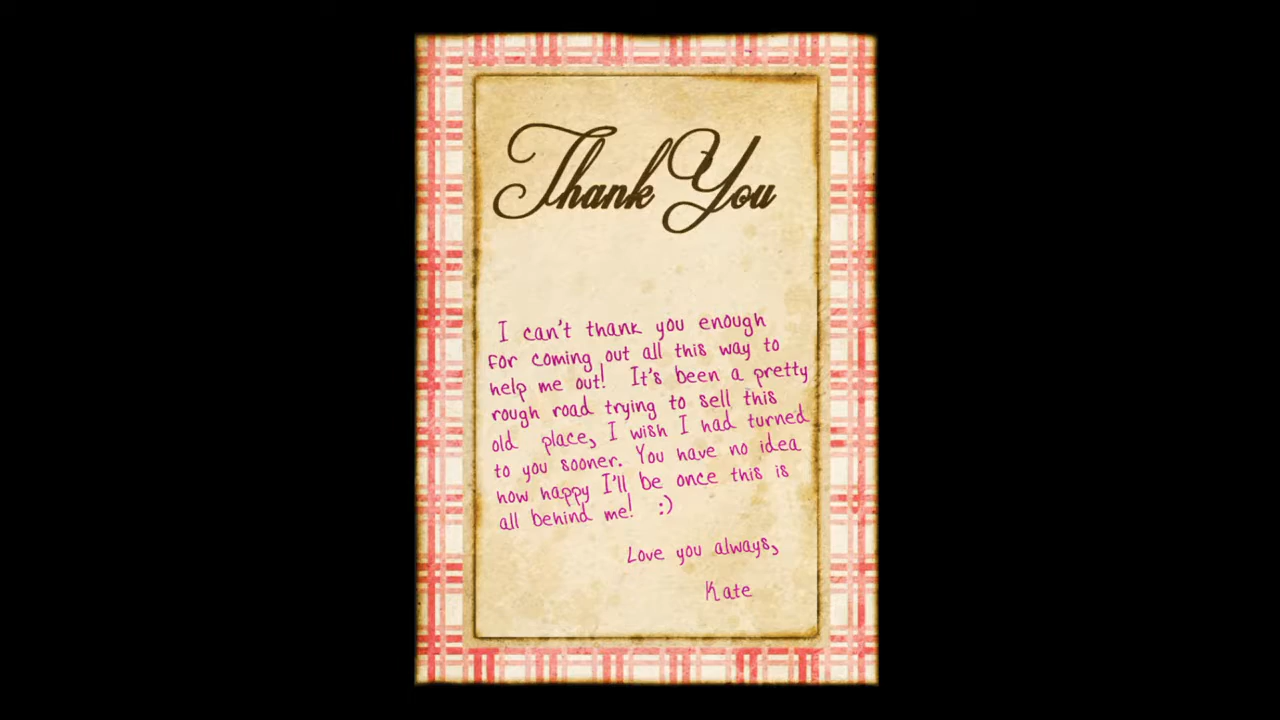 Thank You
I can't thank you enough
for coming out all this way to
help me out! It's been a pretty
rough road trying to sell this
old place, I wish I had turned
to you sooner. You have no idea
how happy I'll be once this is
all behind me! :)
Love you always,
Kate